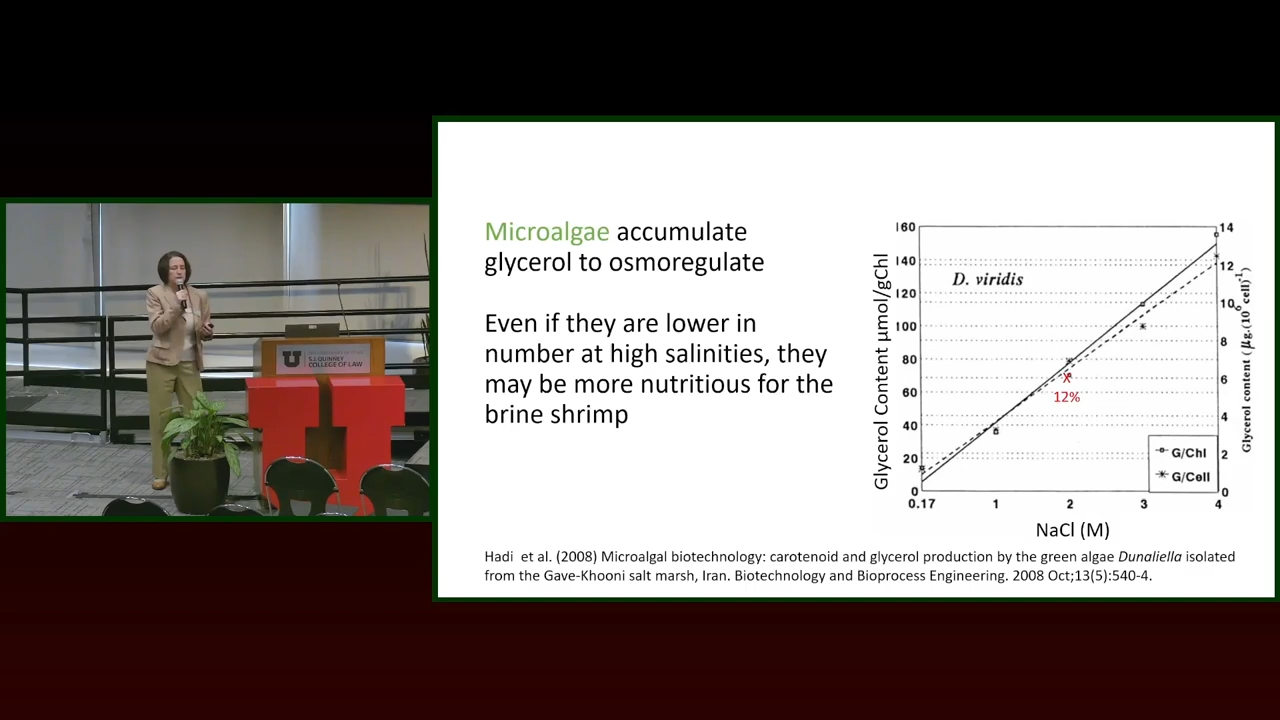 Microalgae accumulate
glycerol to osmoregulate
Even if they are lower in
number at high salinities, they
may be more nutritious for the
brine shrimp
Glycerol Content µmol/gChl
160
140
120
100
80
60
40
20
0
D. viridis
X
12%
G/Chl
G/Cell
14
12
10
8
6
4
2
0
Glycerol content (µg.(10⁶ cell)⁻¹)
0.17 1 2 3 4
NaCl (M)
Hadi et al. (2008) Microalgal biotechnology: carotenoid and glycerol production by the green algae Dunaliella isolated
from the Gave-Khooni salt marsh, Iran. Biotechnology and Bioprocess Engineering. 2008 Oct;13(5):540-4.
U
S.J. QUINNEY
COLLEGE OF LAW